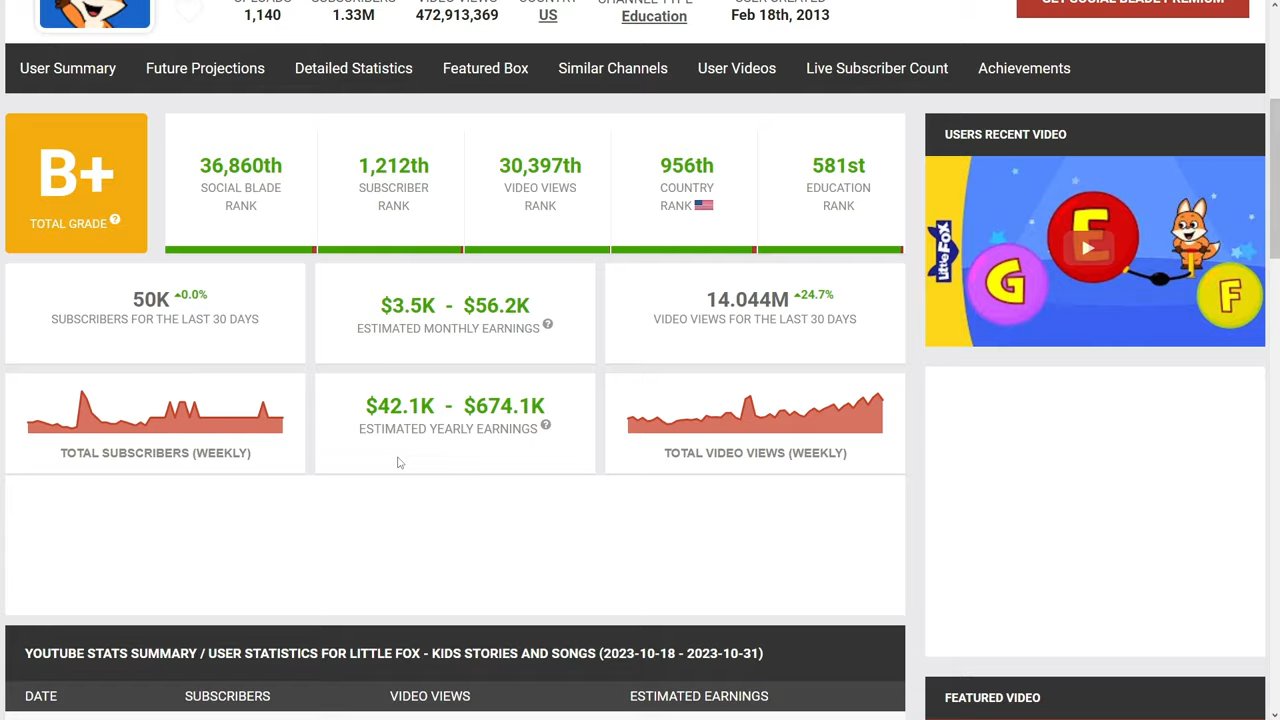 1,140
1.33M
472,913,369
US
CHANNEL TYPE
Education
Feb 18th, 2013
User Summary
Future Projections
Detailed Statistics
Featured Box
Similar Channels
User Videos
Live Subscriber Count
Achievements
B+
TOTAL GRADE ?
36,860th
SOCIAL BLADE
RANK
1,212th
SUBSCRIBER
RANK
30,397th
VIDEO VIEWS
RANK
956th
COUNTRY
RANK
581st
EDUCATION
RANK
USERS RECENT VIDEO
Little Fox
G
E
F
50K 0.0%
SUBSCRIBERS FOR THE LAST 30 DAYS
$3.5K - $56.2K
ESTIMATED MONTHLY EARNINGS ?
14.044M 24.7%
VIDEO VIEWS FOR THE LAST 30 DAYS
TOTAL SUBSCRIBERS (WEEKLY)
$42.1K - $674.1K
ESTIMATED YEARLY EARNINGS ?
TOTAL VIDEO VIEWS (WEEKLY)
YOUTUBE STATS SUMMARY / USER STATISTICS FOR LITTLE FOX - KIDS STORIES AND SONGS (2023-10-18 - 2023-10-31)
DATE
SUBSCRIBERS
VIDEO VIEWS
ESTIMATED EARNINGS
FEATURED VIDEO